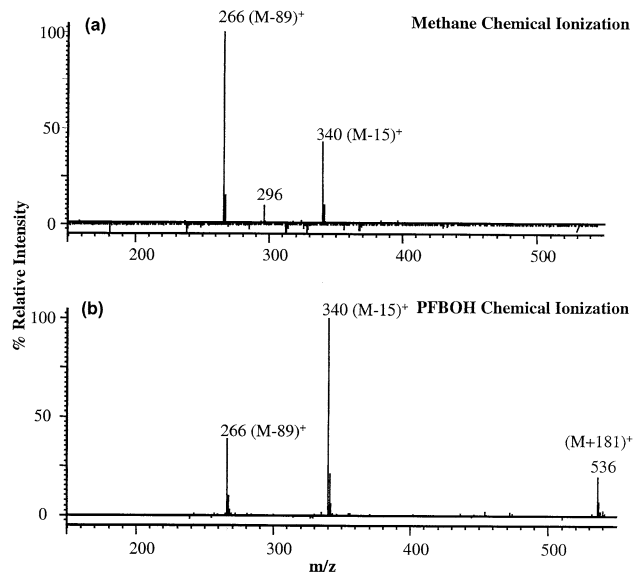 266 (M-89)⁺
(a)
Methane Chemical Ionization
100
50
340 (M-15)⁺
296
0
200
300
400
500
% Relative Intensity
340 (M-15)⁺
(b)
PFBOH Chemical Ionization
100
50
266 (M-89)⁺
(M+181)⁺
536
0
200
300
400
500
m/z